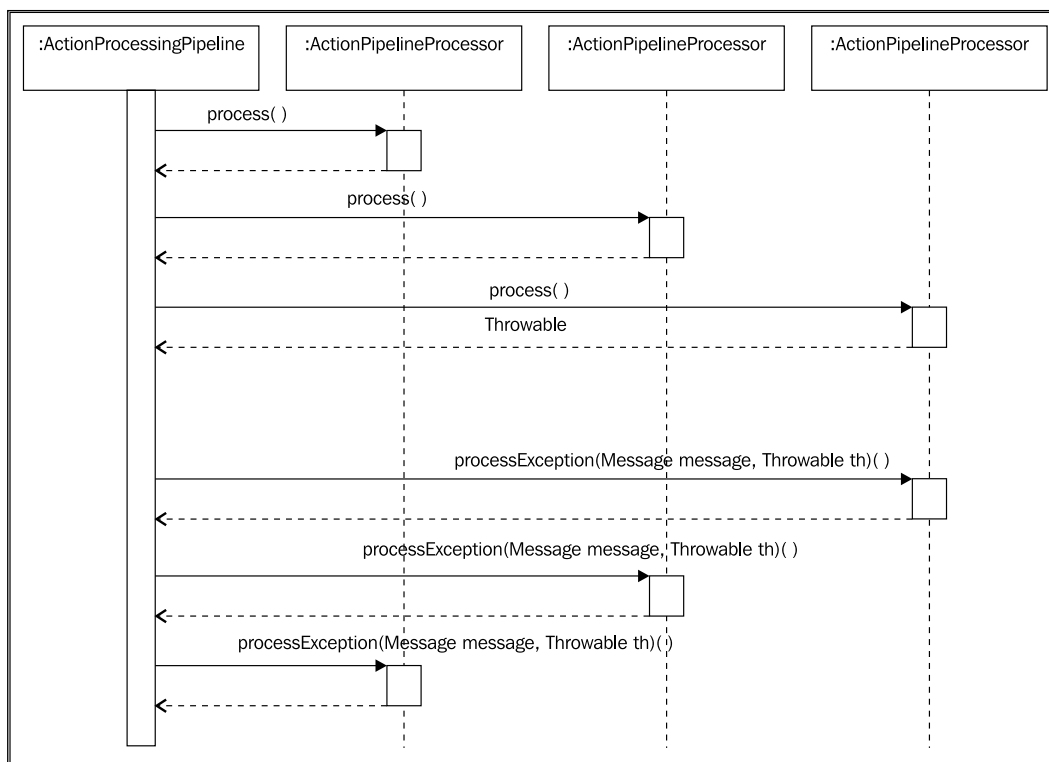 :ActionProcessingPipeline
:ActionPipelineProcessor
:ActionPipelineProcessor
:ActionPipelineProcessor
process( )
process( )
process( )
Throwable
processException(Message message, Throwable th)( )
processException(Message message, Throwable th)( )
processException(Message message, Throwable th)( )